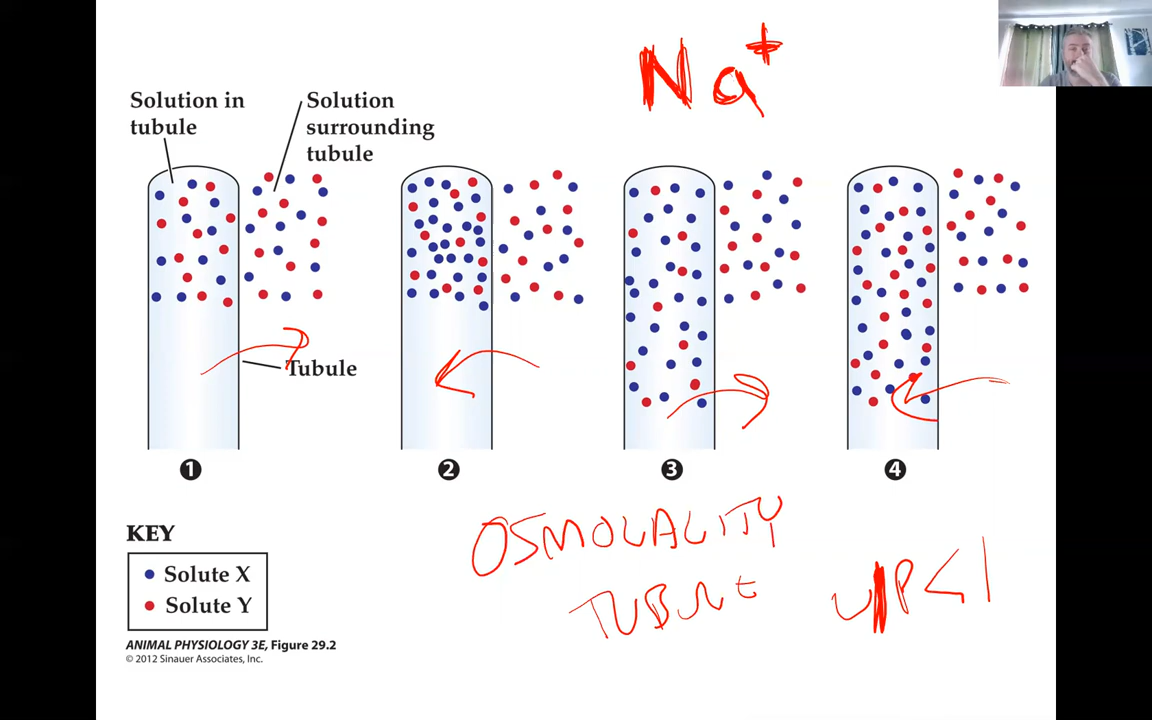 Na+
Solution in
tubule
Solution
surrounding
tubule
Tubule
1
2
3
4
OSMOLALITY
TUBULE
U/P<1
KEY
Solute X
Solute Y
ANIMAL PHYSIOLOGY 3E, Figure 29.2
© 2012 Sinauer Associates, Inc.